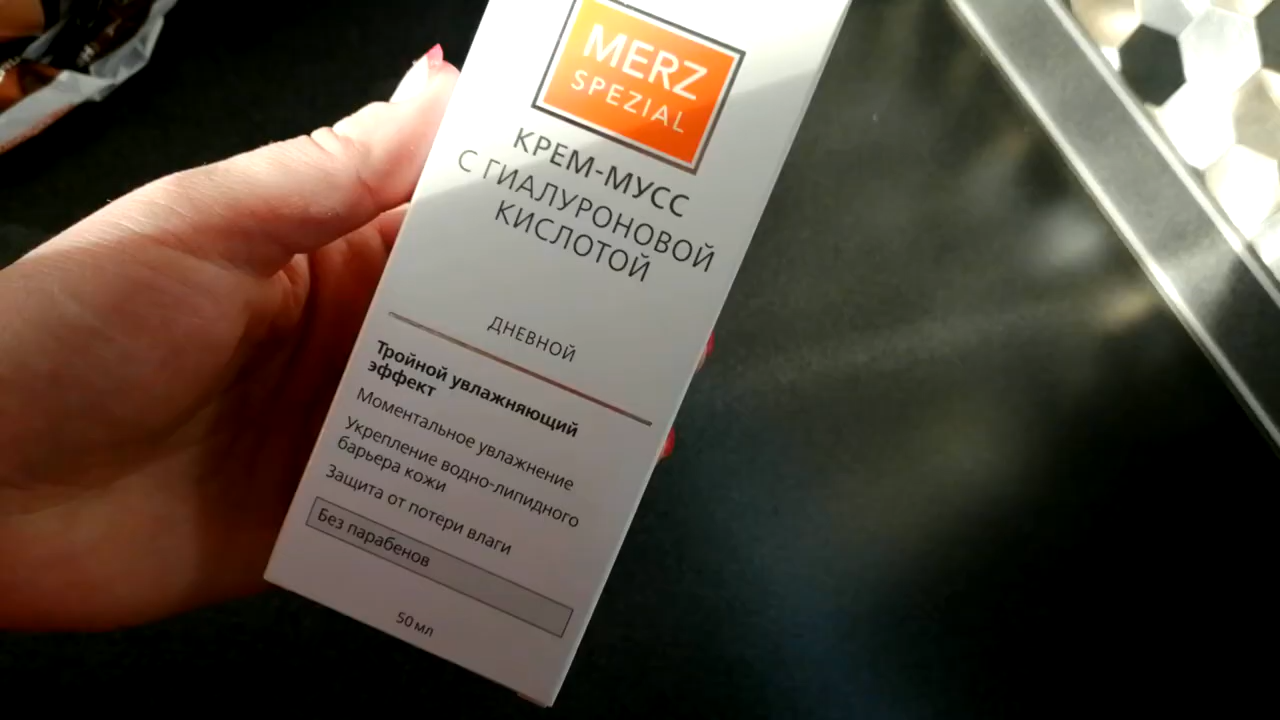 MERZ
SPEZIAL
КРЕМ-МУСС
С ГИАЛУРОНОВОЙ
КИСЛОТОЙ
ДНЕВНОЙ
Тройной увлажняющий
эффект
Моментальное увлажнение
Укрепление водно-липидного
барьера кожи
Защита от потери влаги
Без парабенов
50 мл